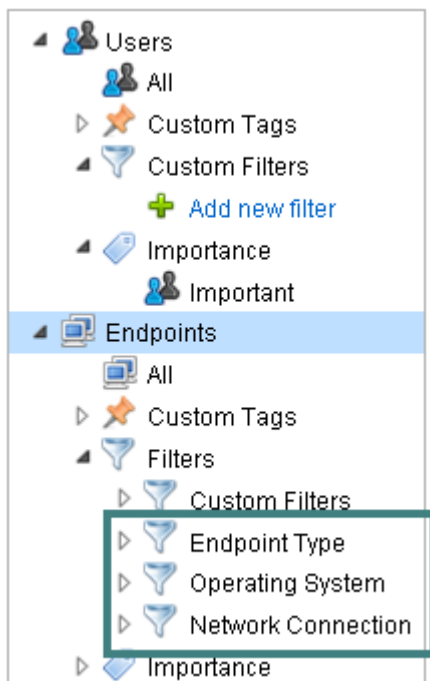 Users
All
Custom Tags
Custom Filters
Add new filter
Importance
Important
Endpoints
All
Custom Tags
Filters
Custom Filters
Endpoint Type
Operating System
Network Connection
Importance